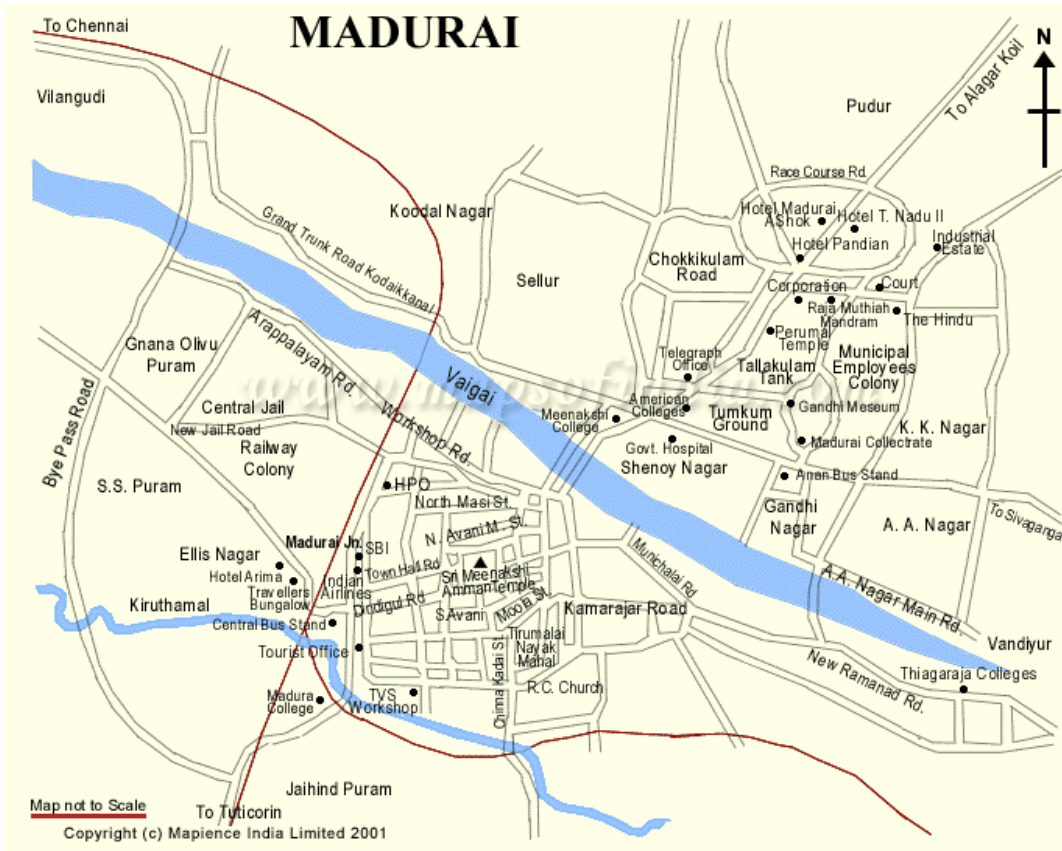 MADURAI
To Chennai
N
Vilangudi
Pudur
To Alagar Koil
Race Course Rd.
Koodal Nagar
Grand Trunk Road Kodaikkanal
Hotel Madurai
AShok
Hotel T. Nadu II
Hotel Pandian
Industrial
Estate
Chokkikulam
Road
Sellur
Corporation
Court
Raja Muthiah
Mandram
The Hindu
Perumal
Temple
Arappalayam Rd.
Gnana Olivu
Puram
Telegraph
Office
Tallakulam
Tank
Municipal
Employees
Colony
www.mapsofindia.com
Vaigai
Central Jail
Workshop Rd.
American
Colleges
Meenakshi
College
Tumkum
Ground
Gandhi Meseum
New Jail Road
Railway
Colony
K. K. Nagar
Madurai Collectrate
Govt. Hospital
Shenoy Nagar
Bye Pass Road
S.S. Puram
HPO
Anan Bus Stand
North Masi St.
Gandhi
Nagar
A. A. Nagar
To Sivaganga
N. Avani M. St.
Madurai Jn.
SBI
Ellis Nagar
Town Hall Rd
Munichalai Rd
Hotel Arima
Travellers
Bungalow
Indian
Airlines
Sri Meenakshi
Amman Temple
A.A. Nagar Main Rd.
Kiruthamal
Dindigul Rd
S.Avani
Moola St.
Kamarajar Road
Central Bus Stand
Tirumalai
Nayak
Mahal
Vandiyur
Tourist Office
New Ramanad Rd.
Thiagaraja Colleges
Chinna Kadai St.
R.C. Church
Madura
College
TVS
Workshop
Jaihind Puram
Map not to Scale
To Tuticorin
Copyright (c) Mapience India Limited 2001